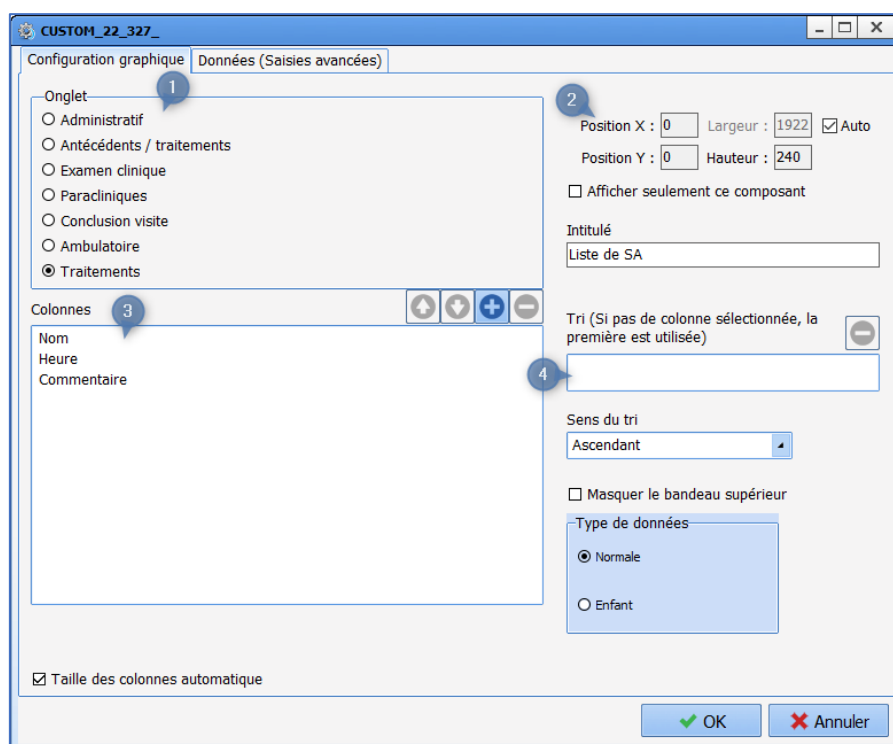 CUSTOM_22_327_
Configuration graphique
Données (Saisies avancées)
1
Onglet
Administratif
Antécédents / traitements
Examen clinique
Paracliniques
Conclusion visite
Ambulatoire
Traitements
Colonnes
3
Nom
Heure
Commentaire
Taille des colonnes automatique
2
Position X : 0 Largeur : 1922 Auto
Position Y : 0 Hauteur : 240
Afficher seulement ce composant
Intitulé
Liste de SA
Tri (Si pas de colonne sélectionnée, la
première est utilisée)
4
Sens du tri
Ascendant
Masquer le bandeau supérieur
Type de données
Normale
Enfant
OK
Annuler